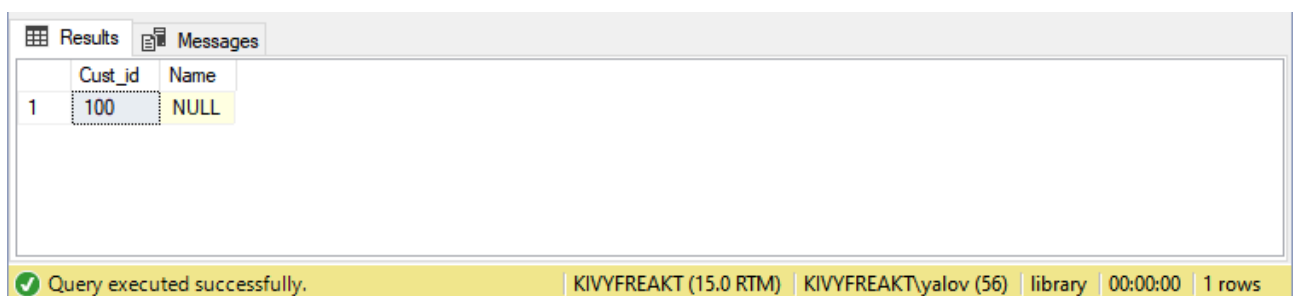 Results Messages
Cust_id Name
1 100 NULL
Query executed successfully. KIVYFREAKT (15.0 RTM) KIVYFREAKT\yalov (56) library 00:00:00 1 rows